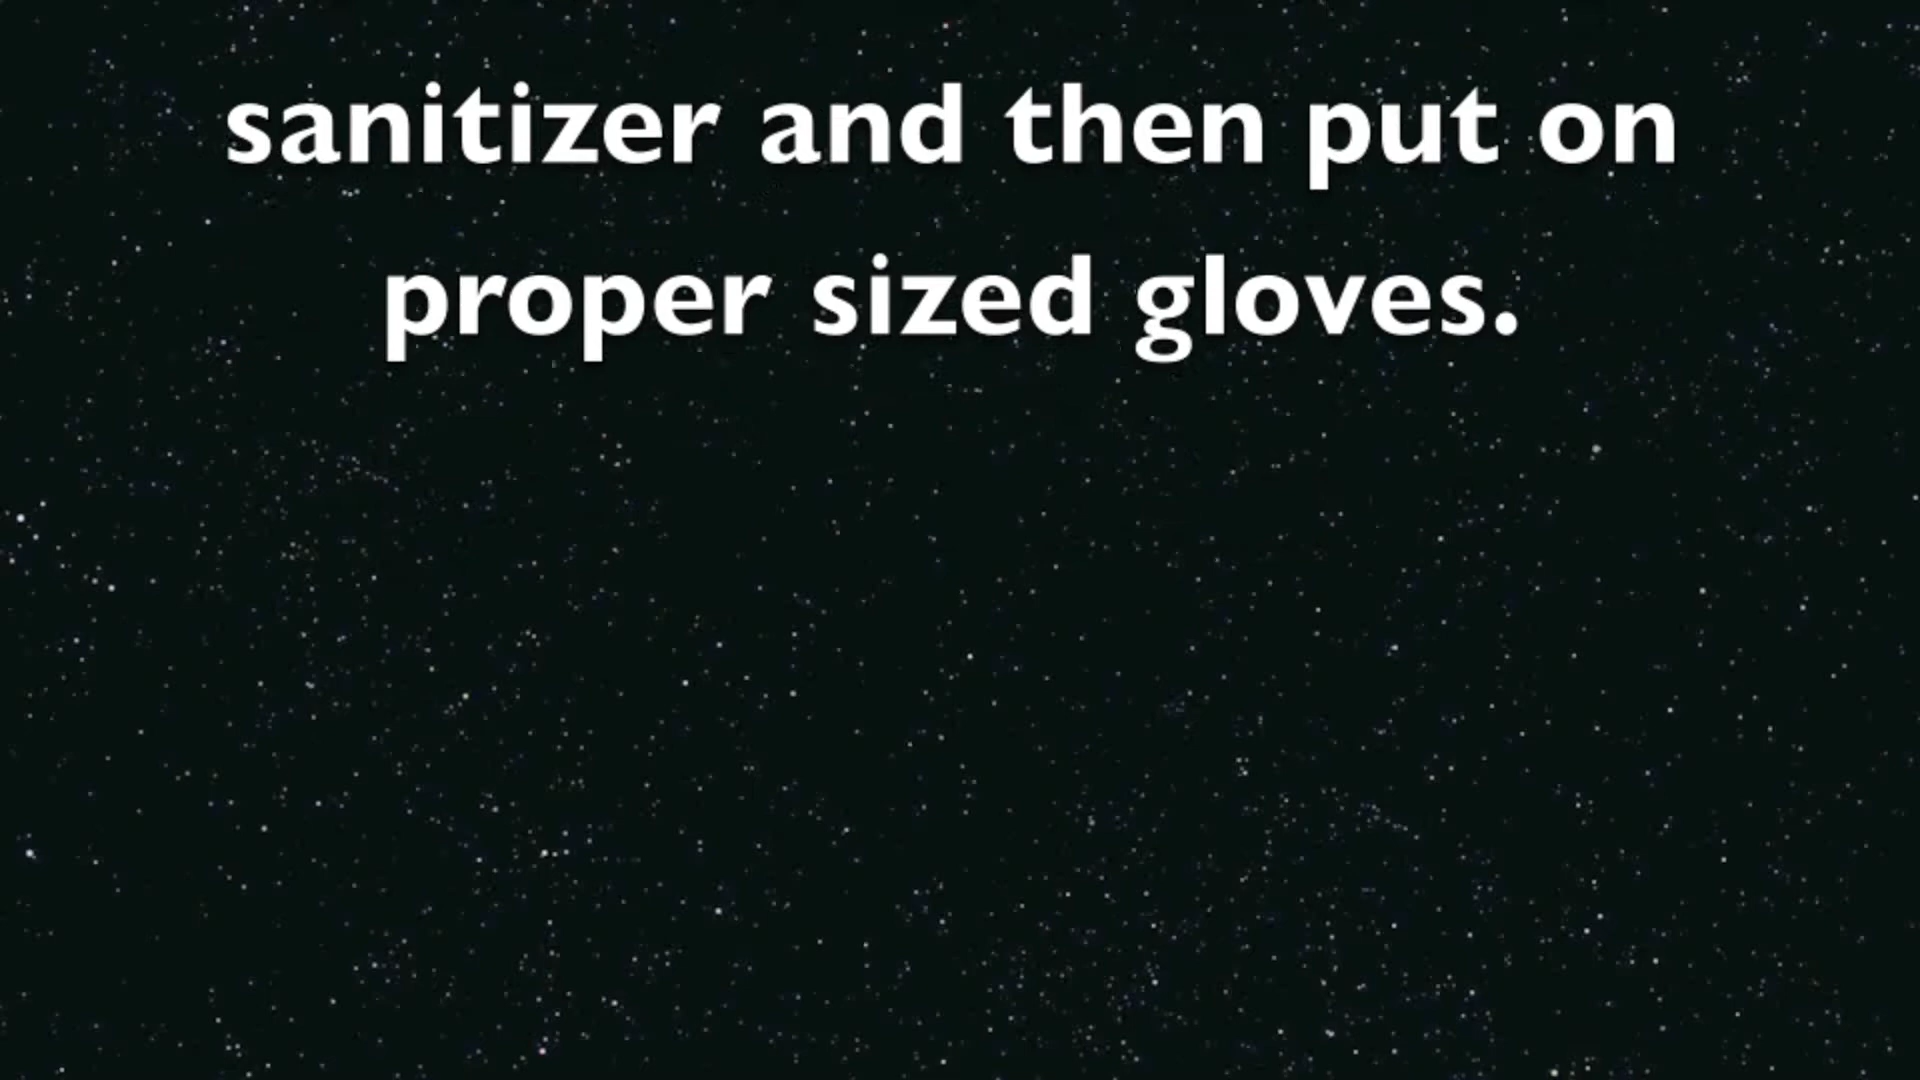 sanitizer and then put on
proper sized gloves.